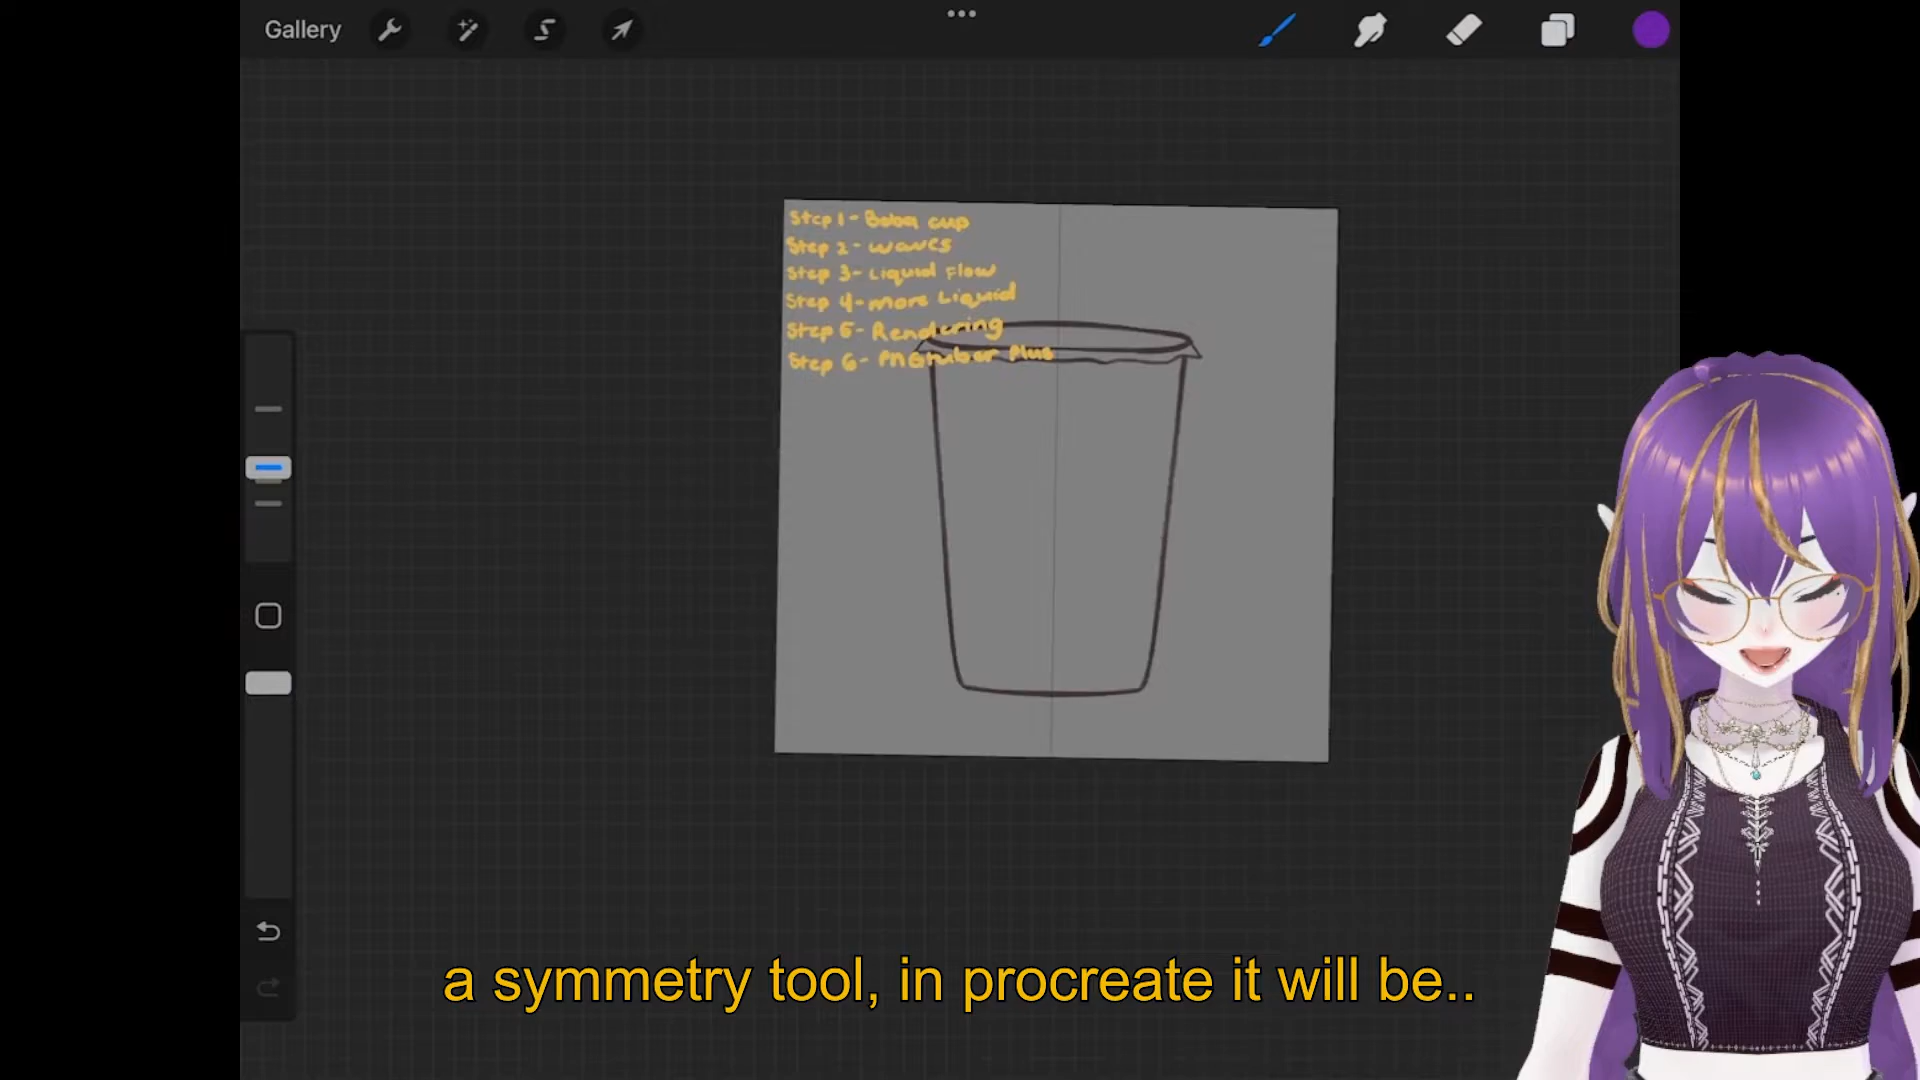 Gallery
Step 1 - Boba cup
Step 2 - waves
Step 3 - Liquid Flow
Step 4 - more Liquid
Step 5 - Rendering
Step 6 - PNGtuber Plus
a symmetry tool, in procreate it will be..